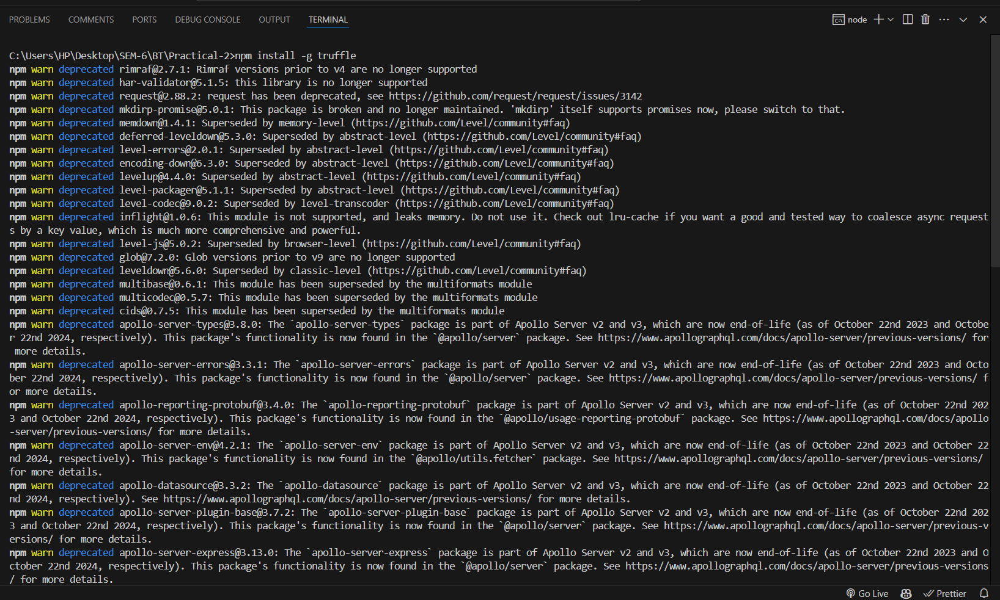 PROBLEMS COMMENTS PORTS DEBUG CONSOLE OUTPUT TERMINAL node
C:\Users\HP\Desktop\SEM-6\BT\Practical-2>npm install -g truffle
npm warn deprecated rimraf@2.7.1: Rimraf versions prior to v4 are no longer supported
npm warn deprecated har-validator@5.1.5: this library is no longer supported
npm warn deprecated request@2.88.2: request has been deprecated, see https://github.com/request/request/issues/3142
npm warn deprecated mkdirp-promise@5.0.1: This package is broken and no longer maintained. 'mkdirp' itself supports promises now, please switch to that.
npm warn deprecated memdown@1.4.1: Superseded by memory-level (https://github.com/Level/community#faq)
npm warn deprecated deferred-leveldown@5.3.0: Superseded by abstract-level (https://github.com/Level/community#faq)
npm warn deprecated level-errors@2.0.1: Superseded by abstract-level (https://github.com/Level/community#faq)
npm warn deprecated encoding-down@6.3.0: Superseded by abstract-level (https://github.com/Level/community#faq)
npm warn deprecated levelup@4.4.0: Superseded by abstract-level (https://github.com/Level/community#faq)
npm warn deprecated level-packager@5.1.1: Superseded by abstract-level (https://github.com/Level/community#faq)
npm warn deprecated level-codec@9.0.2: Superseded by level-transcoder (https://github.com/Level/community#faq)
npm warn deprecated inflight@1.0.6: This module is not supported, and leaks memory. Do not use it. Check out lru-cache if you want a good and tested way to coalesce async request
s by a key value, which is much more comprehensive and powerful.
npm warn deprecated level-js@5.0.2: Superseded by browser-level (https://github.com/Level/community#faq)
npm warn deprecated glob@7.2.0: Glob versions prior to v9 are no longer supported
npm warn deprecated leveldown@5.6.0: Superseded by classic-level (https://github.com/Level/community#faq)
npm warn deprecated multibase@0.6.1: This module has been superseded by the multiformats module
npm warn deprecated multicodec@0.5.7: This module has been superseded by the multiformats module
npm warn deprecated cids@0.7.5: This module has been superseded by the multiformats module
npm warn deprecated apollo-server-types@3.8.0: The `apollo-server-types` package is part of Apollo Server v2 and v3, which are now end-of-life (as of October 22nd 2023 and Octobe
r 22nd 2024, respectively). This package's functionality is now found in the `@apollo/server` package. See https://www.apollographql.com/docs/apollo-server/previous-versions/ for
more details.
npm warn deprecated apollo-server-errors@3.3.1: The `apollo-server-errors` package is part of Apollo Server v2 and v3, which are now end-of-life (as of October 22nd 2023 and Octo
ber 22nd 2024, respectively). This package's functionality is now found in the `@apollo/server` package. See https://www.apollographql.com/docs/apollo-server/previous-versions/ f
or more details.
npm warn deprecated apollo-reporting-protobuf@3.4.0: The `apollo-reporting-protobuf` package is part of Apollo Server v2 and v3, which are now end-of-life (as of October 22nd 202
3 and October 22nd 2024, respectively). This package's functionality is now found in the `@apollo/usage-reporting-protobuf` package. See https://www.apollographql.com/docs/apollo
-server/previous-versions/ for more details.
npm warn deprecated apollo-server-env@4.2.1: The `apollo-server-env` package is part of Apollo Server v2 and v3, which are now end-of-life (as of October 22nd 2023 and October 22
nd 2024, respectively). This package's functionality is now found in the `@apollo/utils.fetcher` package. See https://www.apollographql.com/docs/apollo-server/previous-versions/
for more details.
npm warn deprecated apollo-datasource@3.3.2: The `apollo-datasource` package is part of Apollo Server v2 and v3, which are now end-of-life (as of October 22nd 2023 and October 22
nd 2024, respectively). See https://www.apollographql.com/docs/apollo-server/previous-versions/ for more details.
npm warn deprecated apollo-server-plugin-base@3.7.2: The `apollo-server-plugin-base` package is part of Apollo Server v2 and v3, which are now end-of-life (as of October 22nd 202
3 and October 22nd 2024, respectively). This package's functionality is now found in the `@apollo/server` package. See https://www.apollographql.com/docs/apollo-server/previous-v
ersions/ for more details.
npm warn deprecated apollo-server-express@3.13.0: The `apollo-server-express` package is part of Apollo Server v2 and v3, which are now end-of-life (as of October 22nd 2023 and O
ctober 22nd 2024, respectively). This package's functionality is now found in the `@apollo/server` package. See https://www.apollographql.com/docs/apollo-server/previous-versions
/ for more details.
Go Live Prettier